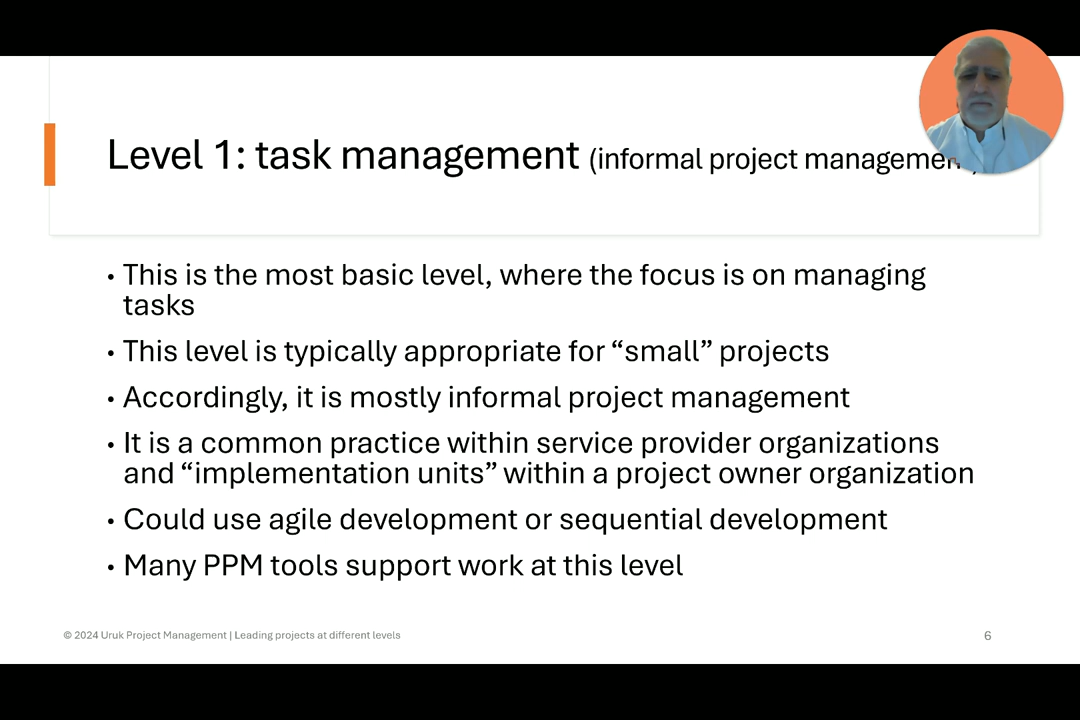 Level 1: task management (informal project management)
• This is the most basic level, where the focus is on managing
tasks
• This level is typically appropriate for “small” projects
• Accordingly, it is mostly informal project management
• It is a common practice within service provider organizations
and “implementation units” within a project owner organization
• Could use agile development or sequential development
• Many PPM tools support work at this level
© 2024 Uruk Project Management | Leading projects at different levels
6